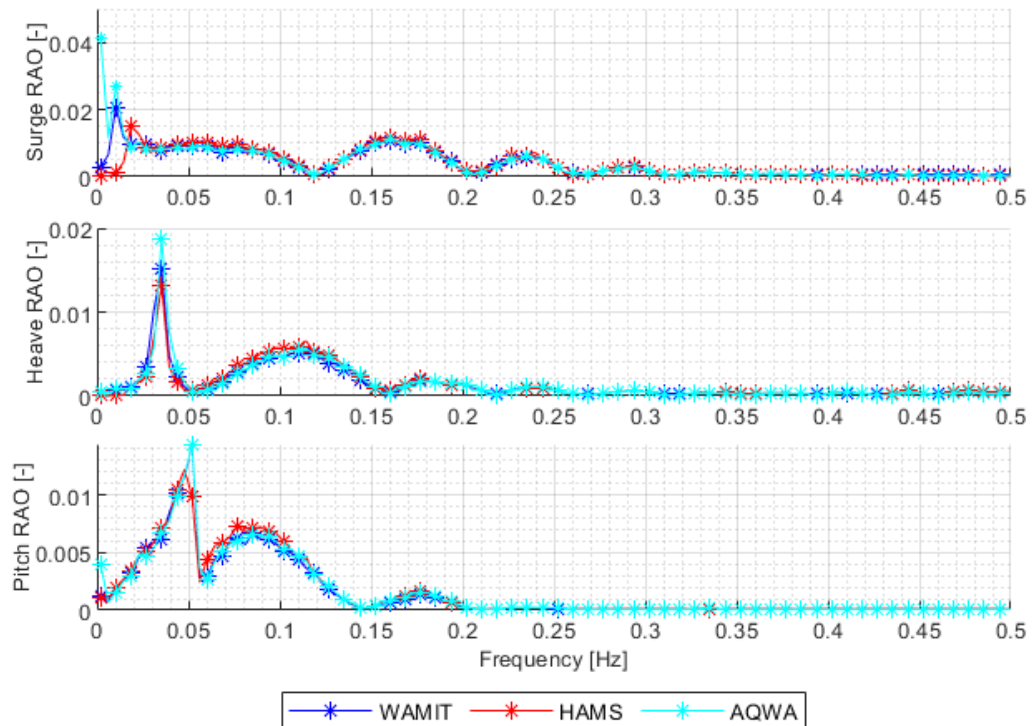 Surge RAO [-]
0.04
0.02
0
0 0.05 0.1 0.15 0.2 0.25 0.3 0.35 0.4 0.45 0.5
Heave RAO [-]
0.02
0.01
0
0 0.05 0.1 0.15 0.2 0.25 0.3 0.35 0.4 0.45 0.5
Pitch RAO [-]
0.01
0.005
0
0 0.05 0.1 0.15 0.2 0.25 0.3 0.35 0.4 0.45 0.5
Frequency [Hz]
WAMIT HAMS AQWA